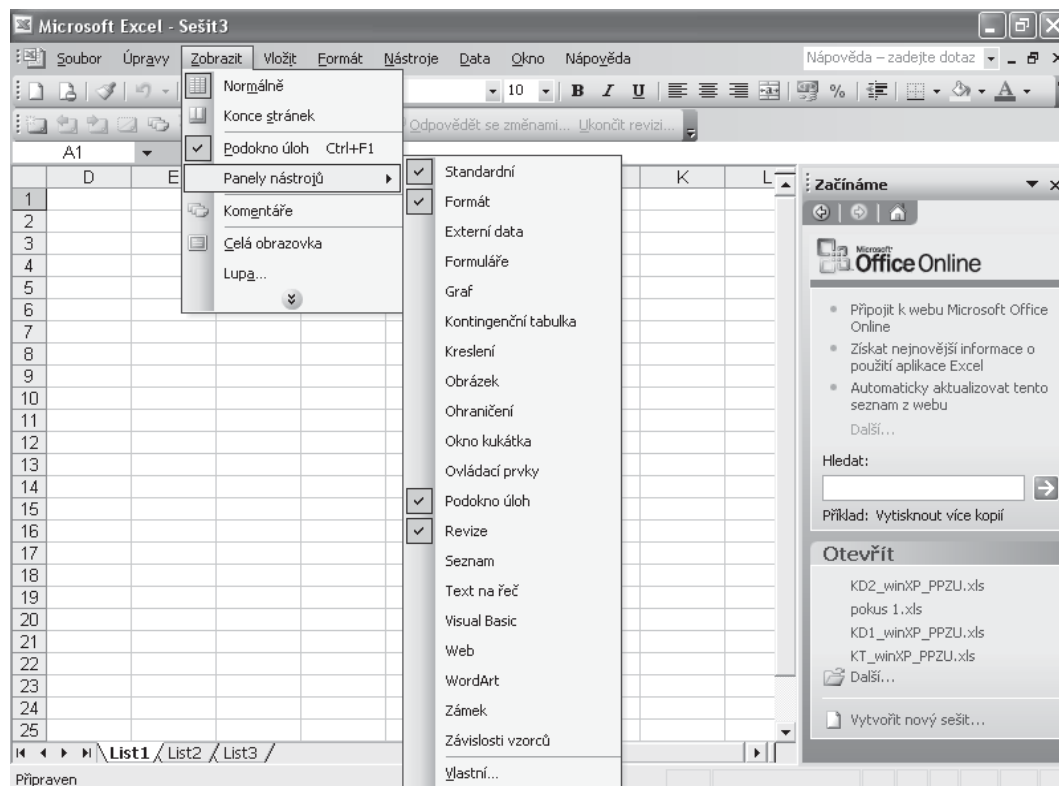 Microsoft Excel - Sešit3
Soubor Úpravy Zobrazit Vložit Formát Nástroje Data Okno Nápověda
Nápověda – zadejte dotaz
10 B I U % A
Odpovědět se změnami... Ukončit revizi...
A1
Normálně
Konce stránek
Podokno úloh Ctrl+F1
Panely nástrojů
Komentáře
Celá obrazovka
Lupa...
Standardní
Formát
Externí data
Formuláře
Graf
Kontingenční tabulka
Kreslení
Obrázek
Ohraničení
Okno kukátka
Ovládací prvky
Podokno úloh
Revize
Seznam
Text na řeč
Visual Basic
Web
WordArt
Zámek
Závislosti vzorců
Vlastní...
D E K L
1
2
3
4
5
6
7
8
9
10
11
12
13
14
15
16
17
18
19
20
21
22
23
24
25
List1 List2 List3
Připraven
Začínáme
Microsoft
Office Online
Připojit k webu Microsoft Office
Online
Získat nejnovější informace o
použití aplikace Excel
Automaticky aktualizovat tento
seznam z webu
Další...
Hledat:
Příklad: Vytisknout více kopií
Otevřít
KD2_winXP_PPZU.xls
pokus 1.xls
KD1_winXP_PPZU.xls
KT_winXP_PPZU.xls
Další...
Vytvořit nový sešit...